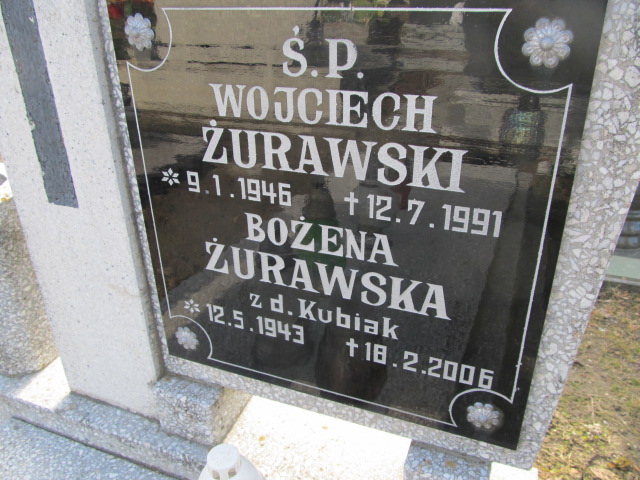 Ś.P.
WOJCIECH
ŻURAWSKI
* 9.1.1946 † 12.7.1991
BOŻENA
ŻURAWSKA
z d. Kubiak
* 12.5.1943 † 18.2.2006